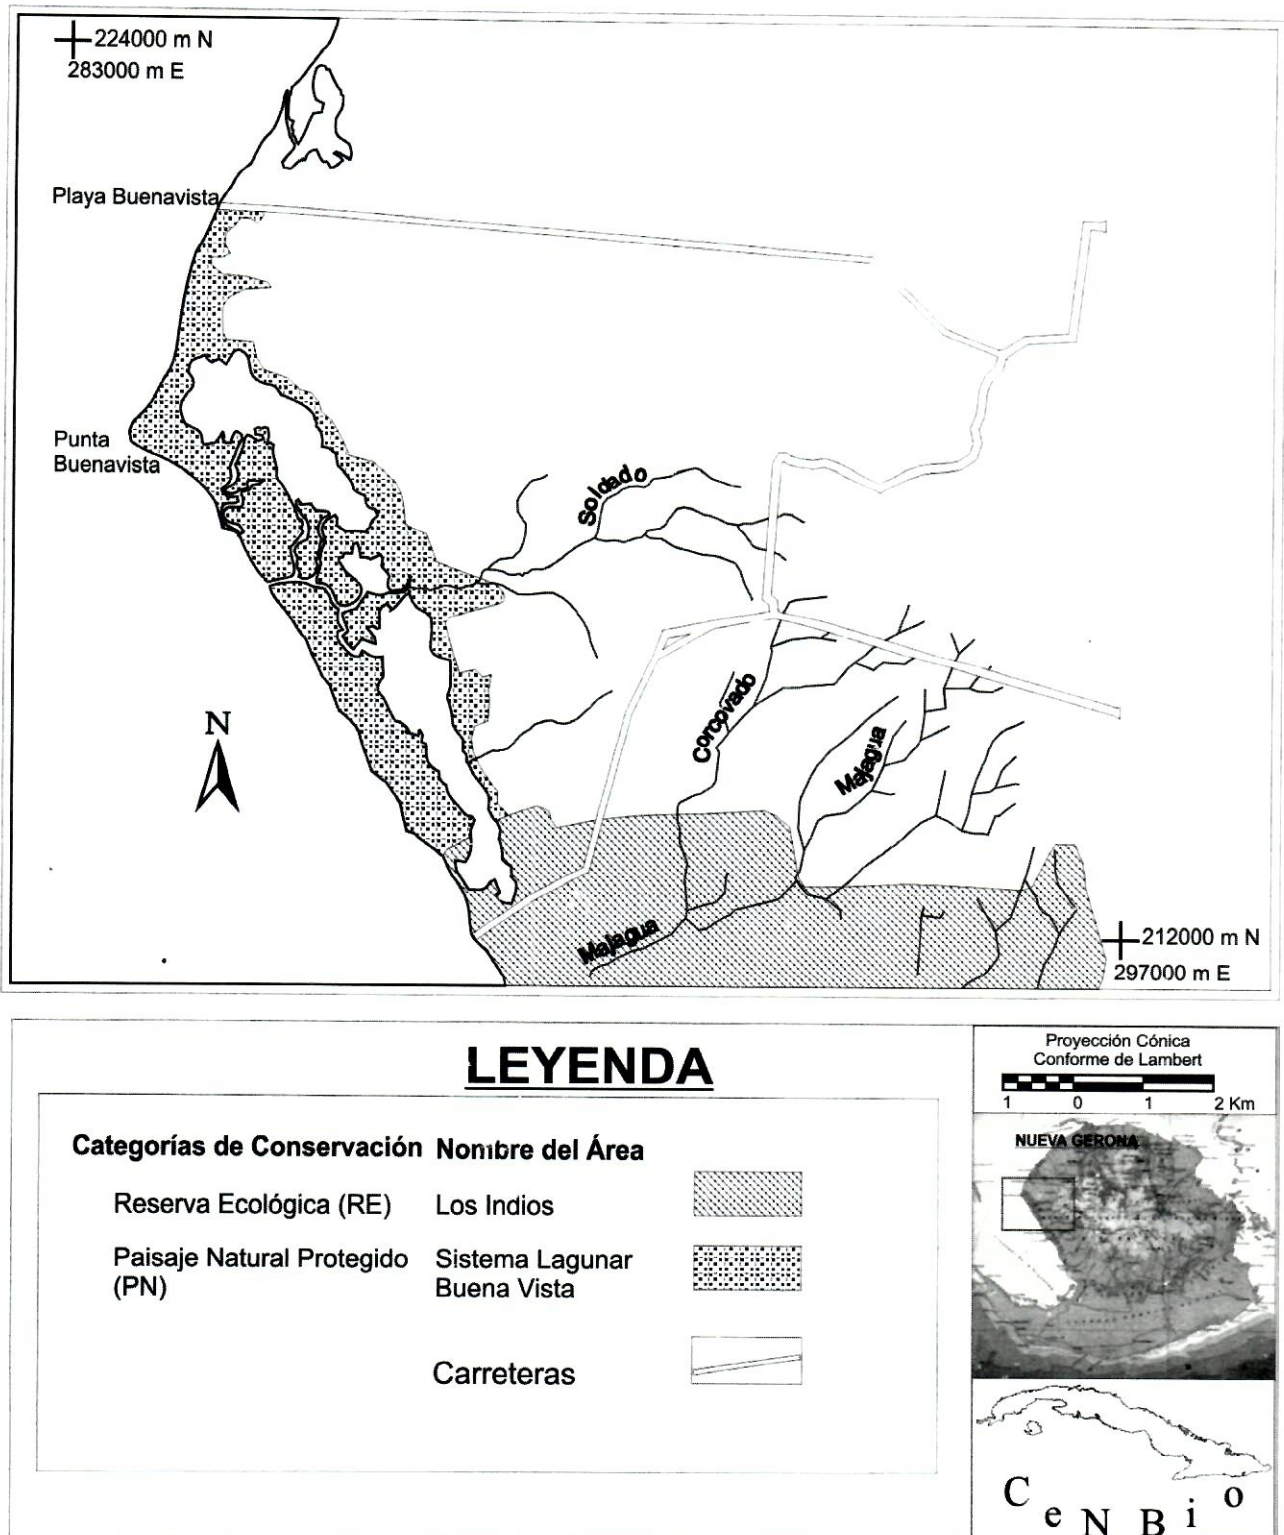 224000 m N
283000 m E
Playa Buenavista
Punta
Buenavista
Soldado
N
Corcovado
Majagua
Majagua
212000 m N
297000 m E
LEYENDA
Categorías de Conservación Nombre del Área
Reserva Ecológica (RE) Los Indios
Paisaje Natural Protegido Sistema Lagunar
(PN) Buena Vista
Carreteras
Proyección Cónica
Conforme de Lambert
1 0 1 2 Km
NUEVA GERONA
CeNBio